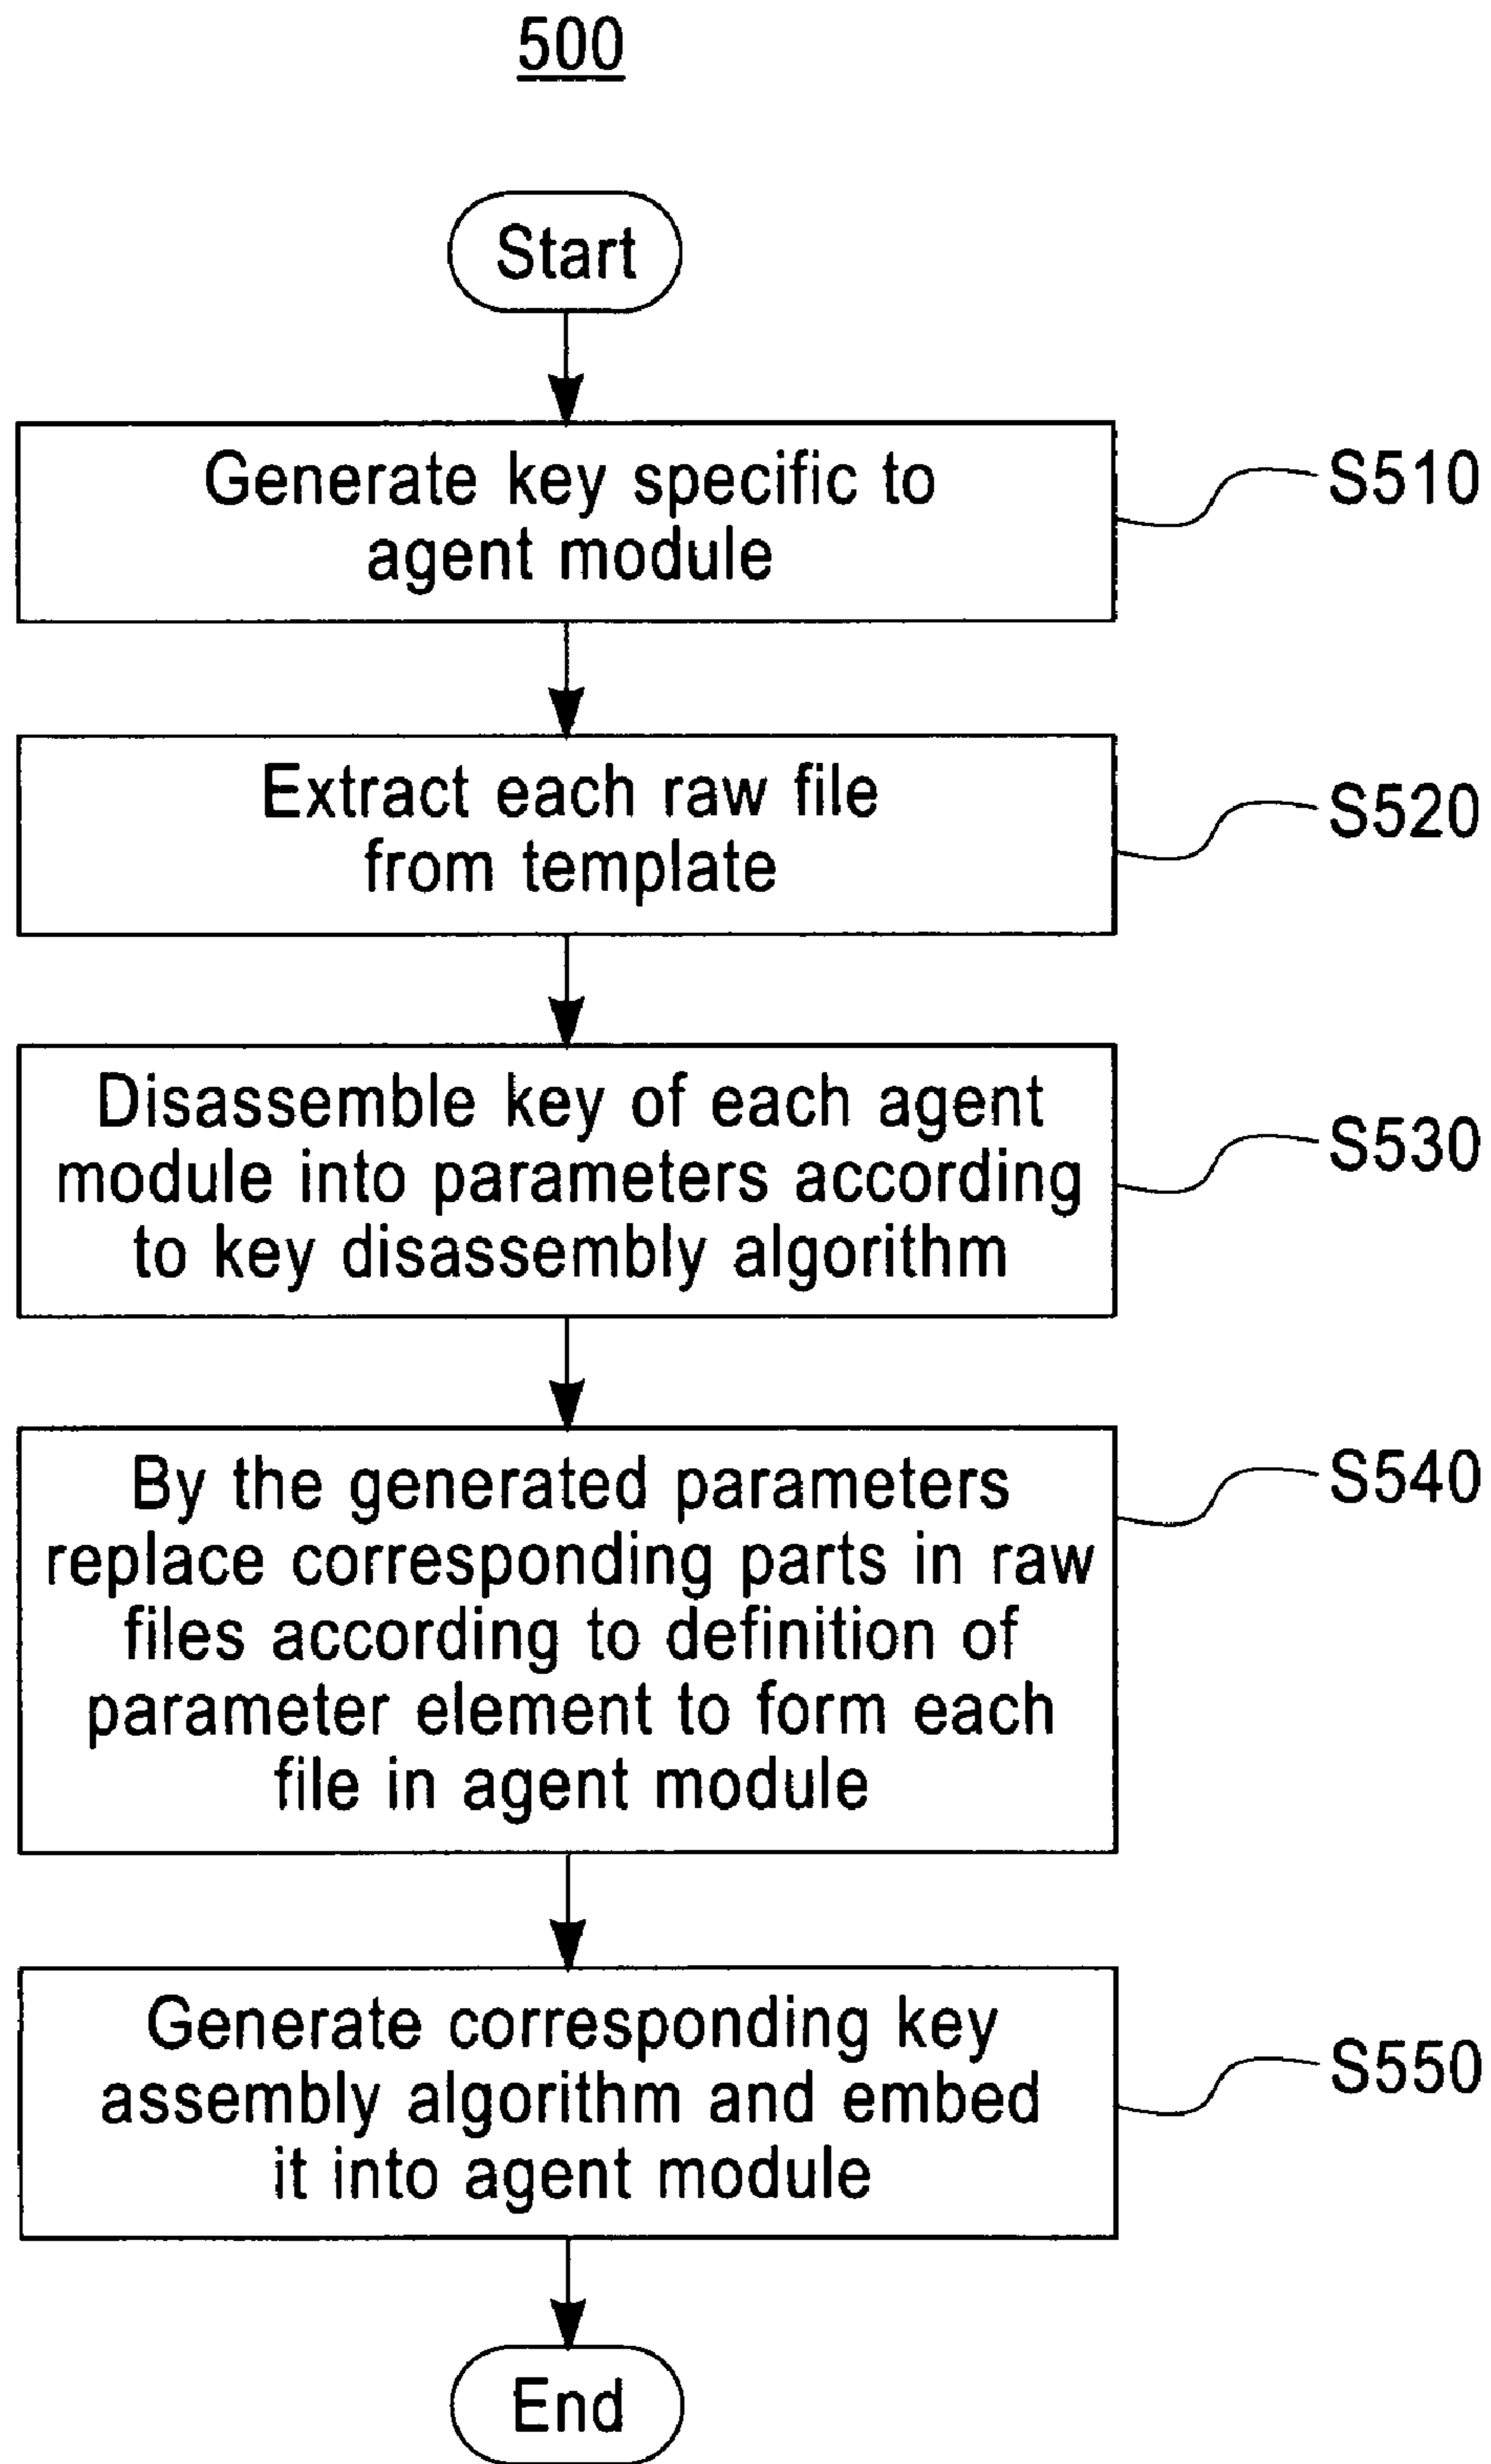 500
Start
Generate key specific to
agent module
S510
Extract each raw file
from template
S520
Disassemble key of each agent
module into parameters according
to key disassembly algorithm
S530
By the generated parameters
replace corresponding parts in raw
files according to definition of
parameter element to form each
file in agent module
S540
Generate corresponding key
assembly algorithm and embed
it into agent module
S550
End